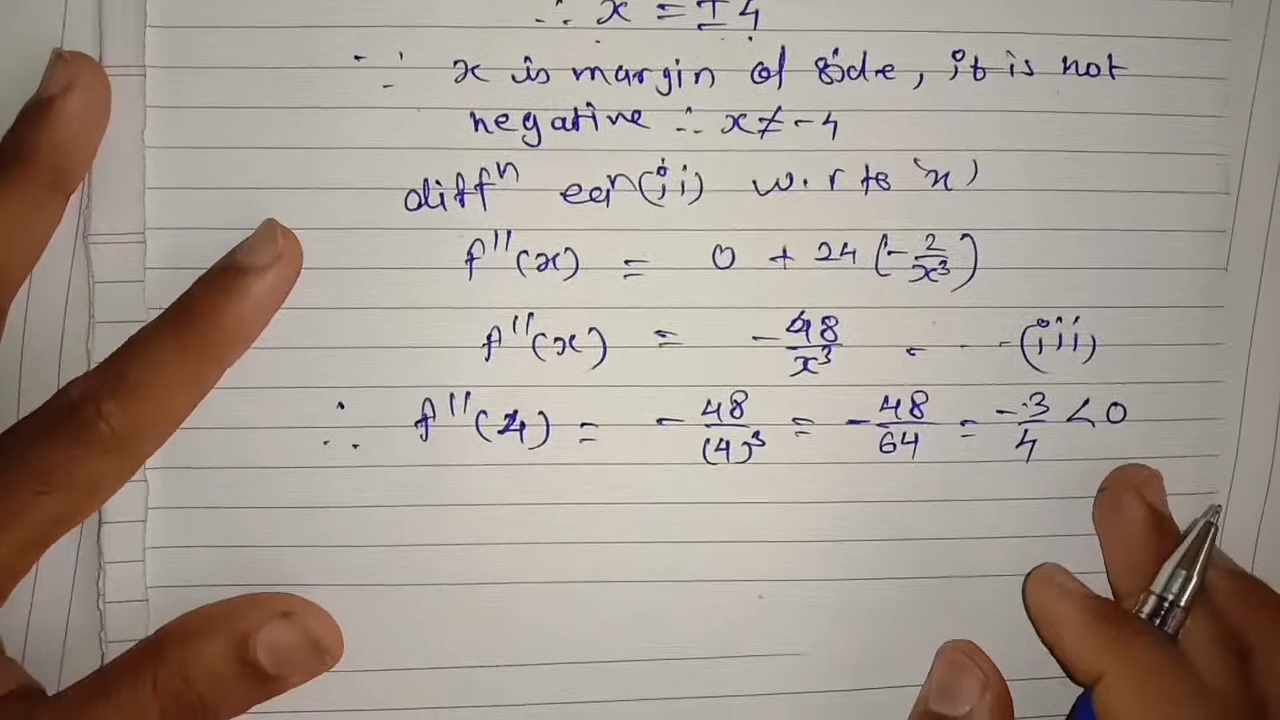 ∴ x = ±4
∵ x is margin of side, it is not
negative ∴ x ≠ -4
diffⁿ eqⁿ(ii) w.r to 'x'
f''(x) = 0 + 24 (-2/x³)
f''(x) = -48/x³ - - -(iii)
∴ f''(4) = -48/(4)³ = -48/64 = -3/4 < 0